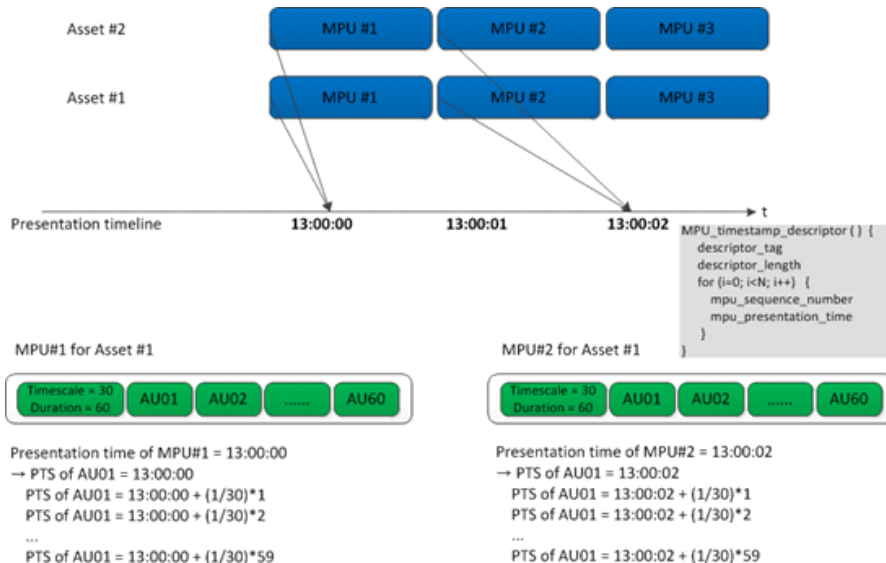 Asset #2
MPU #1
MPU #2
MPU #3
Asset #1
MPU #1
MPU #2
MPU #3
t
Presentation timeline
13:00:00
13:00:01
13:00:02
MPU_timestamp_descriptor ( ) {
descriptor_tag
descriptor_length
for (i=0; i<N; i++) {
mpu_sequence_number
mpu_presentation_time
}
}
MPU#1 for Asset #1
Timescale = 30
Duration = 60
AU01
AU02
......
AU60
Presentation time of MPU#1 = 13:00:00
→ PTS of AU01 = 13:00:00
PTS of AU01 = 13:00:00 + (1/30)*1
PTS of AU01 = 13:00:00 + (1/30)*2
...
PTS of AU01 = 13:00:00 + (1/30)*59
MPU#2 for Asset #1
Timescale = 30
Duration = 60
AU01
AU02
......
AU60
Presentation time of MPU#2 = 13:00:02
→ PTS of AU01 = 13:00:02
PTS of AU01 = 13:00:02 + (1/30)*1
PTS of AU01 = 13:00:02 + (1/30)*2
...
PTS of AU01 = 13:00:02 + (1/30)*59